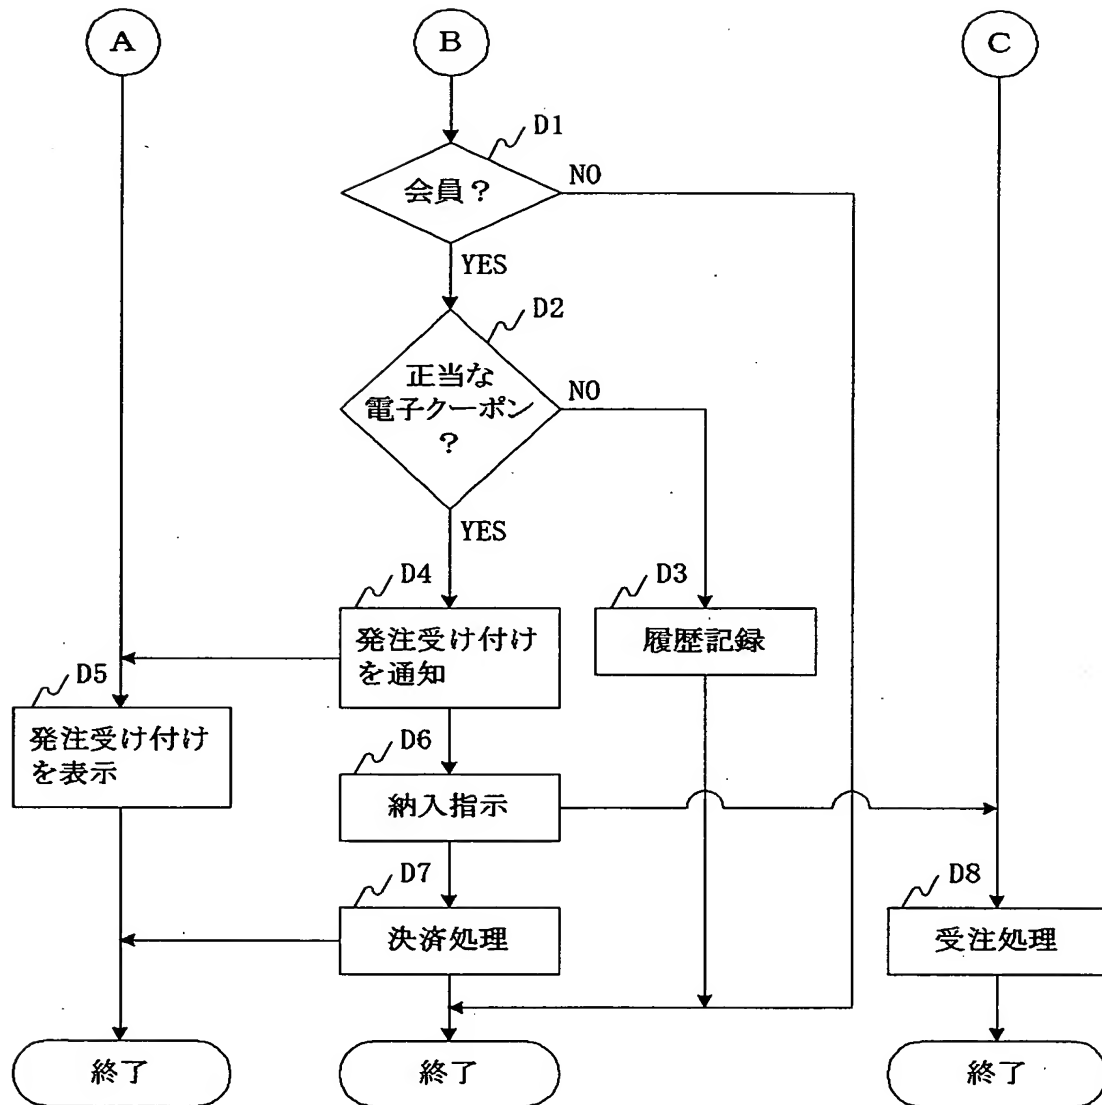 A
B
C
D1
会員?
NO
YES
D2
正当な
電子クーポン
?
NO
YES
D4
発注受け付け
を通知
D3
履歴記録
D5
発注受け付け
を表示
D6
納入指示
D7
決済処理
D8
受注処理
終了
終了
終了